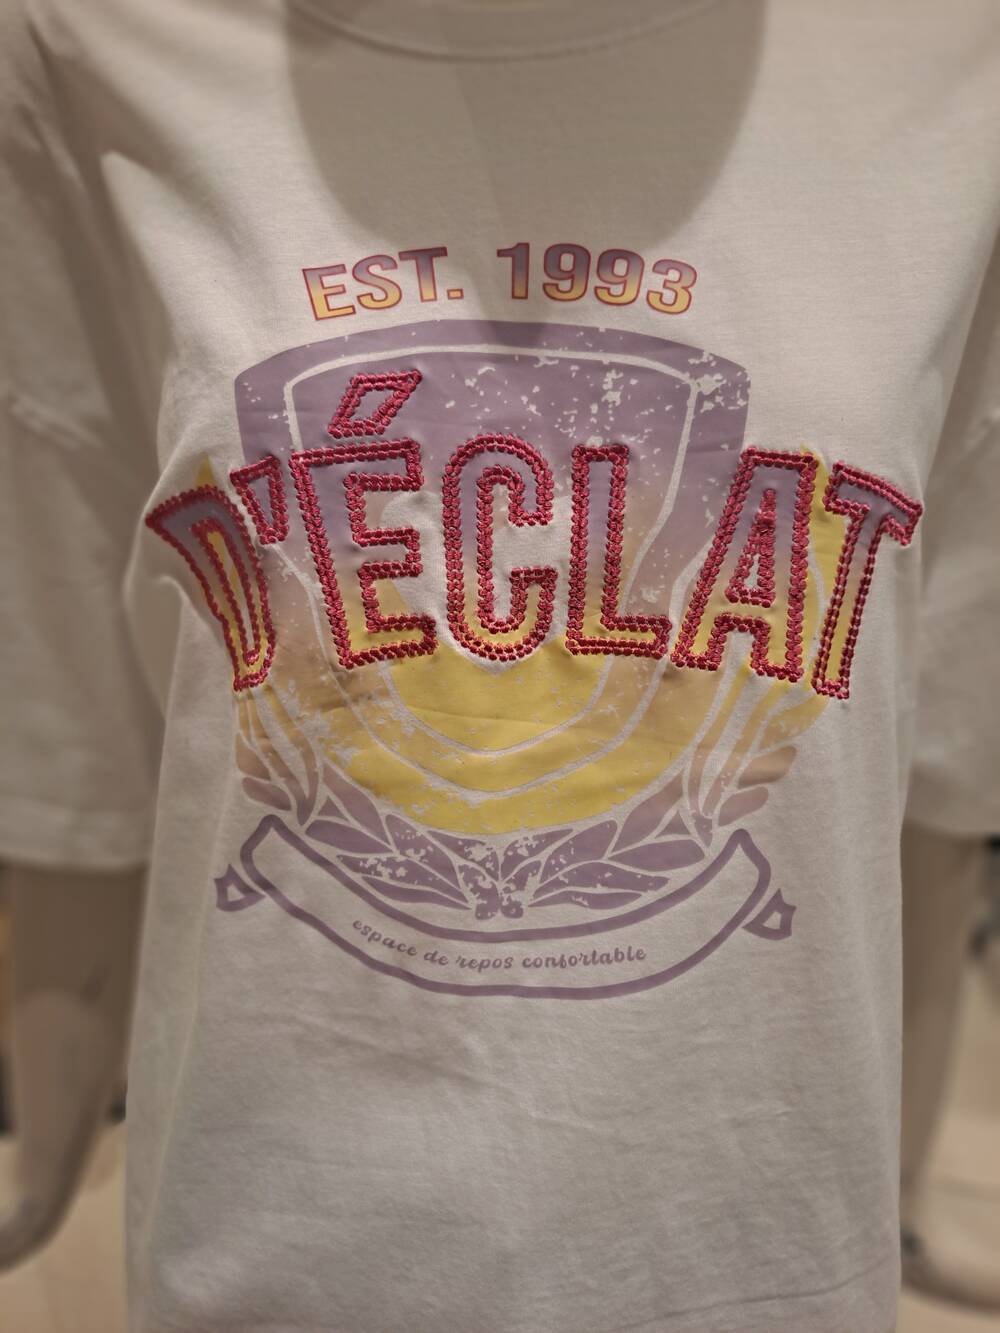 EST. 1993
D'ÉCLAT
espace de repos confortable